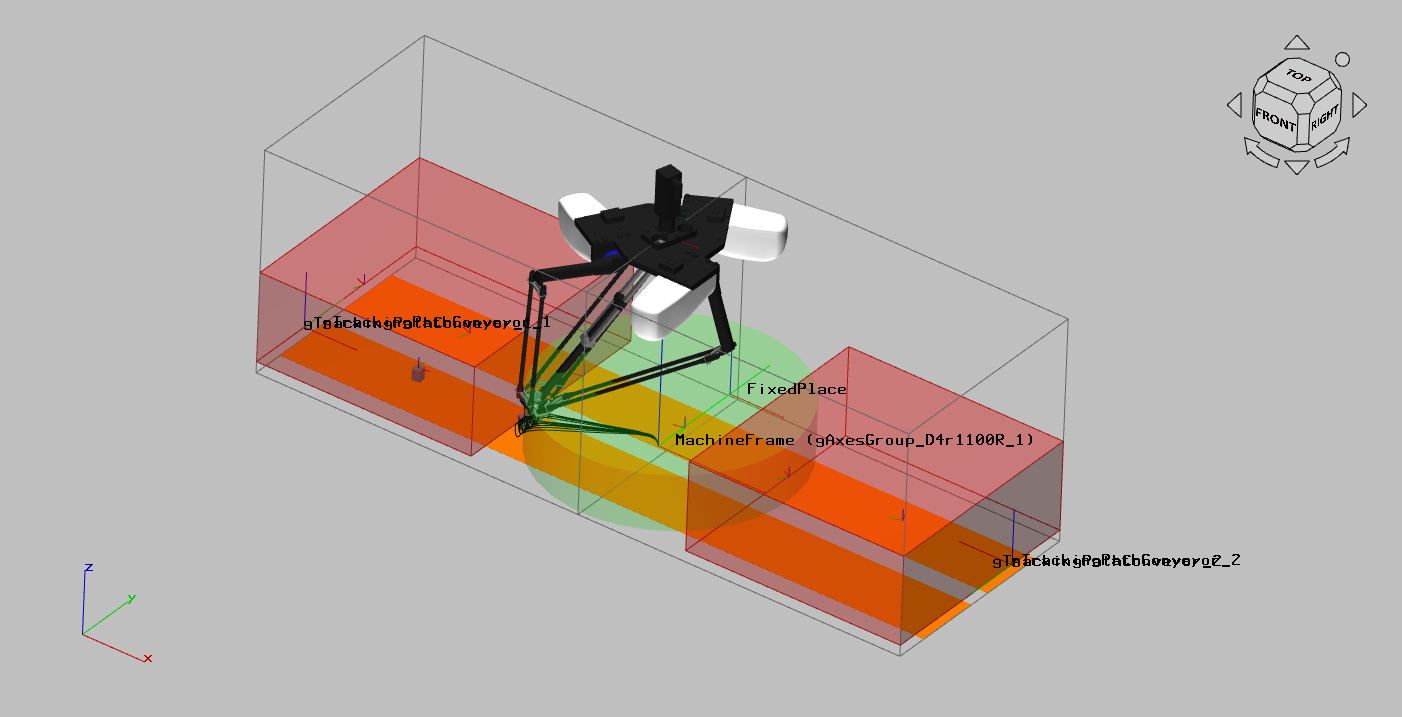 TOP
FRONT
RIGHT
FixedPlace
MachineFrame (gAxesGroup_D4r1100R_1)
z
y
x